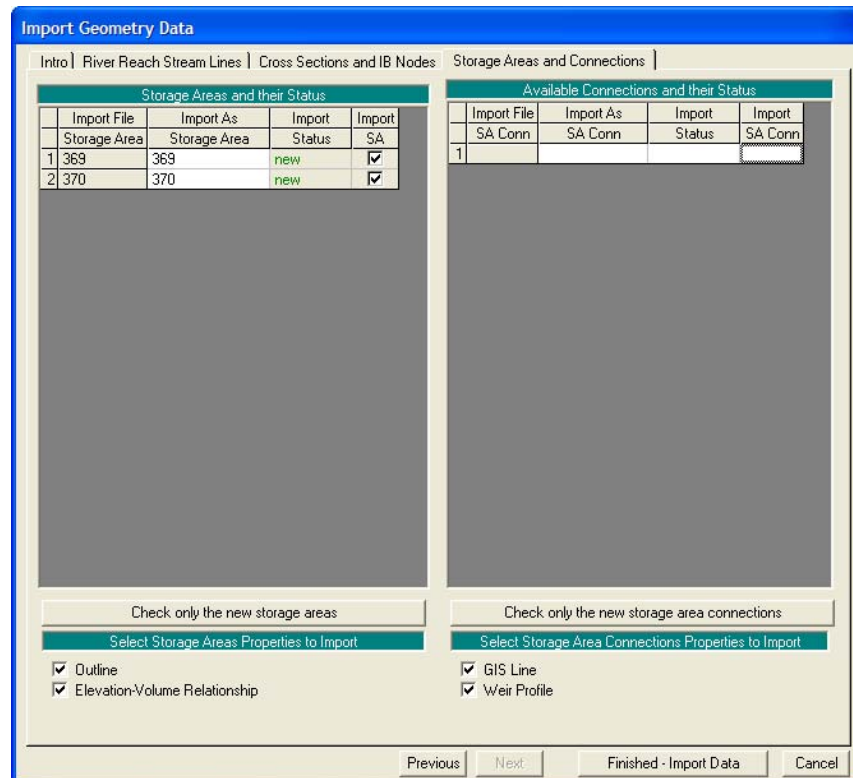 Import Geometry Data
Intro River Reach Stream Lines Cross Sections and IB Nodes Storage Areas and Connections
Storage Areas and their Status
Import File Import As Import Import
Storage Area Storage Area Status SA
1 369 369 new
2 370 370 new
Check only the new storage areas
Select Storage Areas Properties to Import
Outline
Elevation-Volume Relationship
Available Connections and their Status
Import File Import As Import Import
SA Conn SA Conn Status SA Conn
1
Check only the new storage area connections
Select Storage Area Connections Properties to Import
GIS Line
Weir Profile
Previous Next Finished - Import Data Cancel